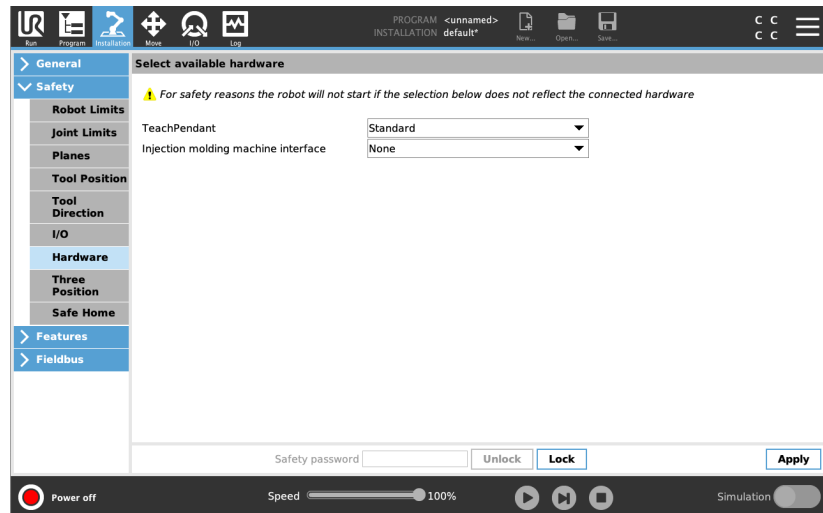 PROGRAM <unnamed>
INSTALLATION default*
UR
Run Program Installation Move I/O Log New... Open... Save...
C C
C C
General
Safety
Robot Limits
Joint Limits
Planes
Tool Position
Tool
Direction
I/O
Hardware
Three
Position
Safe Home
Features
Fieldbus
Select available hardware
For safety reasons the robot will not start if the selection below does not reflect the connected hardware
TeachPendant Standard
Injection molding machine interface None
Safety password Unlock Lock Apply
Power off Speed 100% Simulation